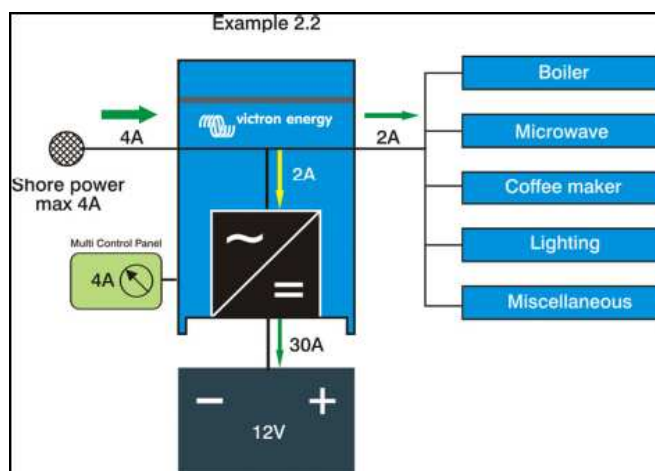 Example 2.2
victron energy
4A
2A
Shore power
max 4A
2A
Multi Control Panel
4A
30A
12V
Boiler
Microwave
Coffee maker
Lighting
Miscellaneous